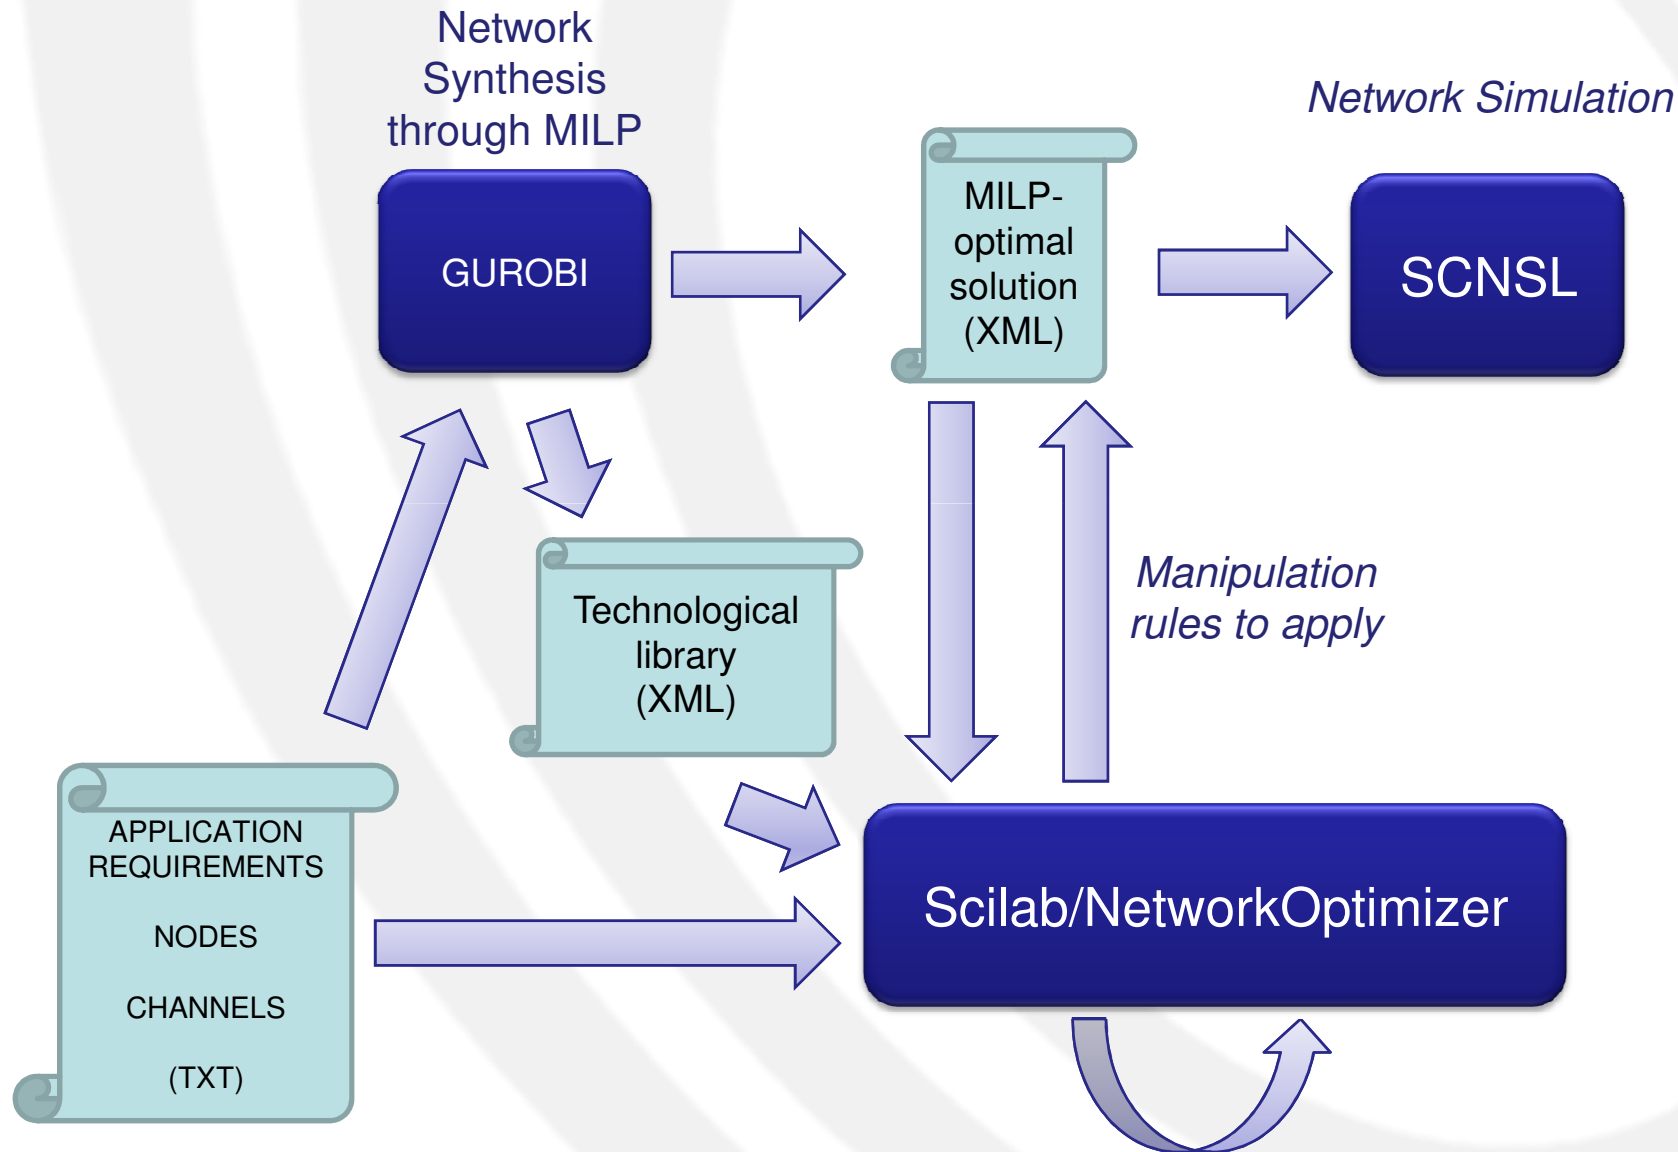 Network
Synthesis
through MILP
Network Simulation
GUROBI
MILP-
optimal
solution
(XML)
SCNSL
Technological
library
(XML)
Manipulation
rules to apply
APPLICATION
REQUIREMENTS
NODES
CHANNELS
(TXT)
Scilab/NetworkOptimizer